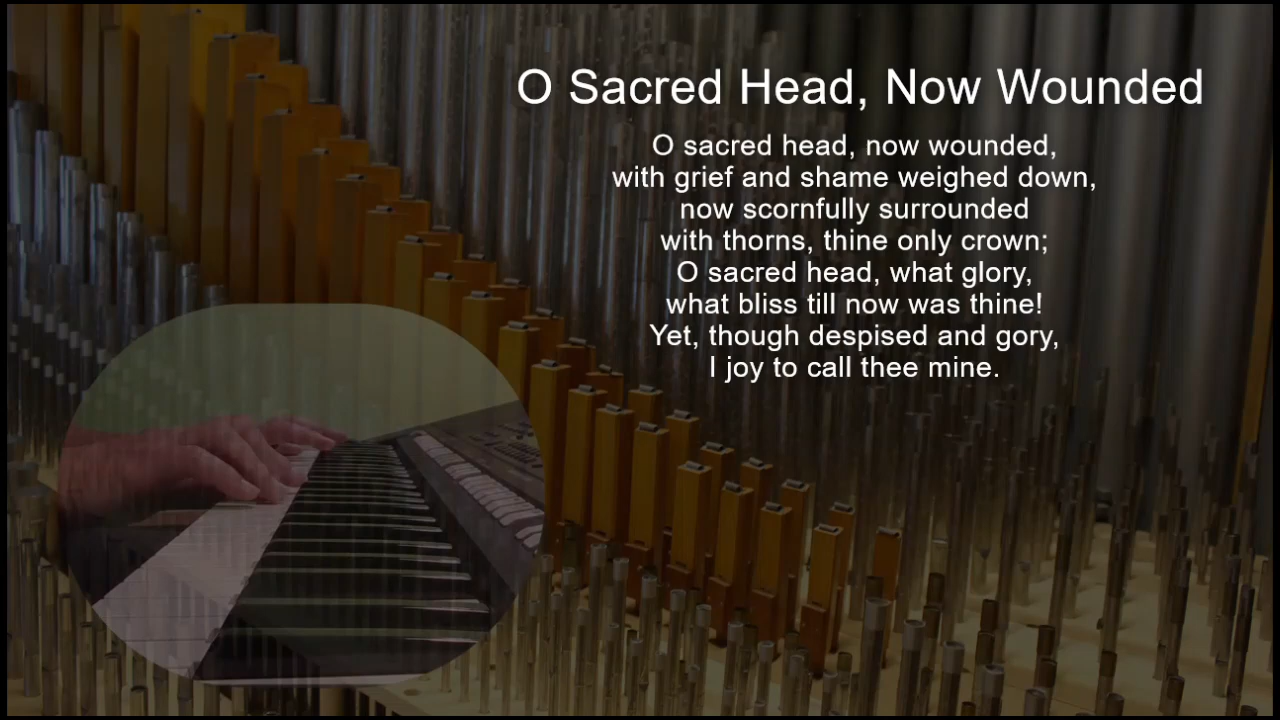 O Sacred Head, Now Wounded
O sacred head, now wounded,
with grief and shame weighed down,
now scornfully surrounded
with thorns, thine only crown;
O sacred head, what glory,
what bliss till now was thine!
Yet, though despised and gory,
I joy to call thee mine.